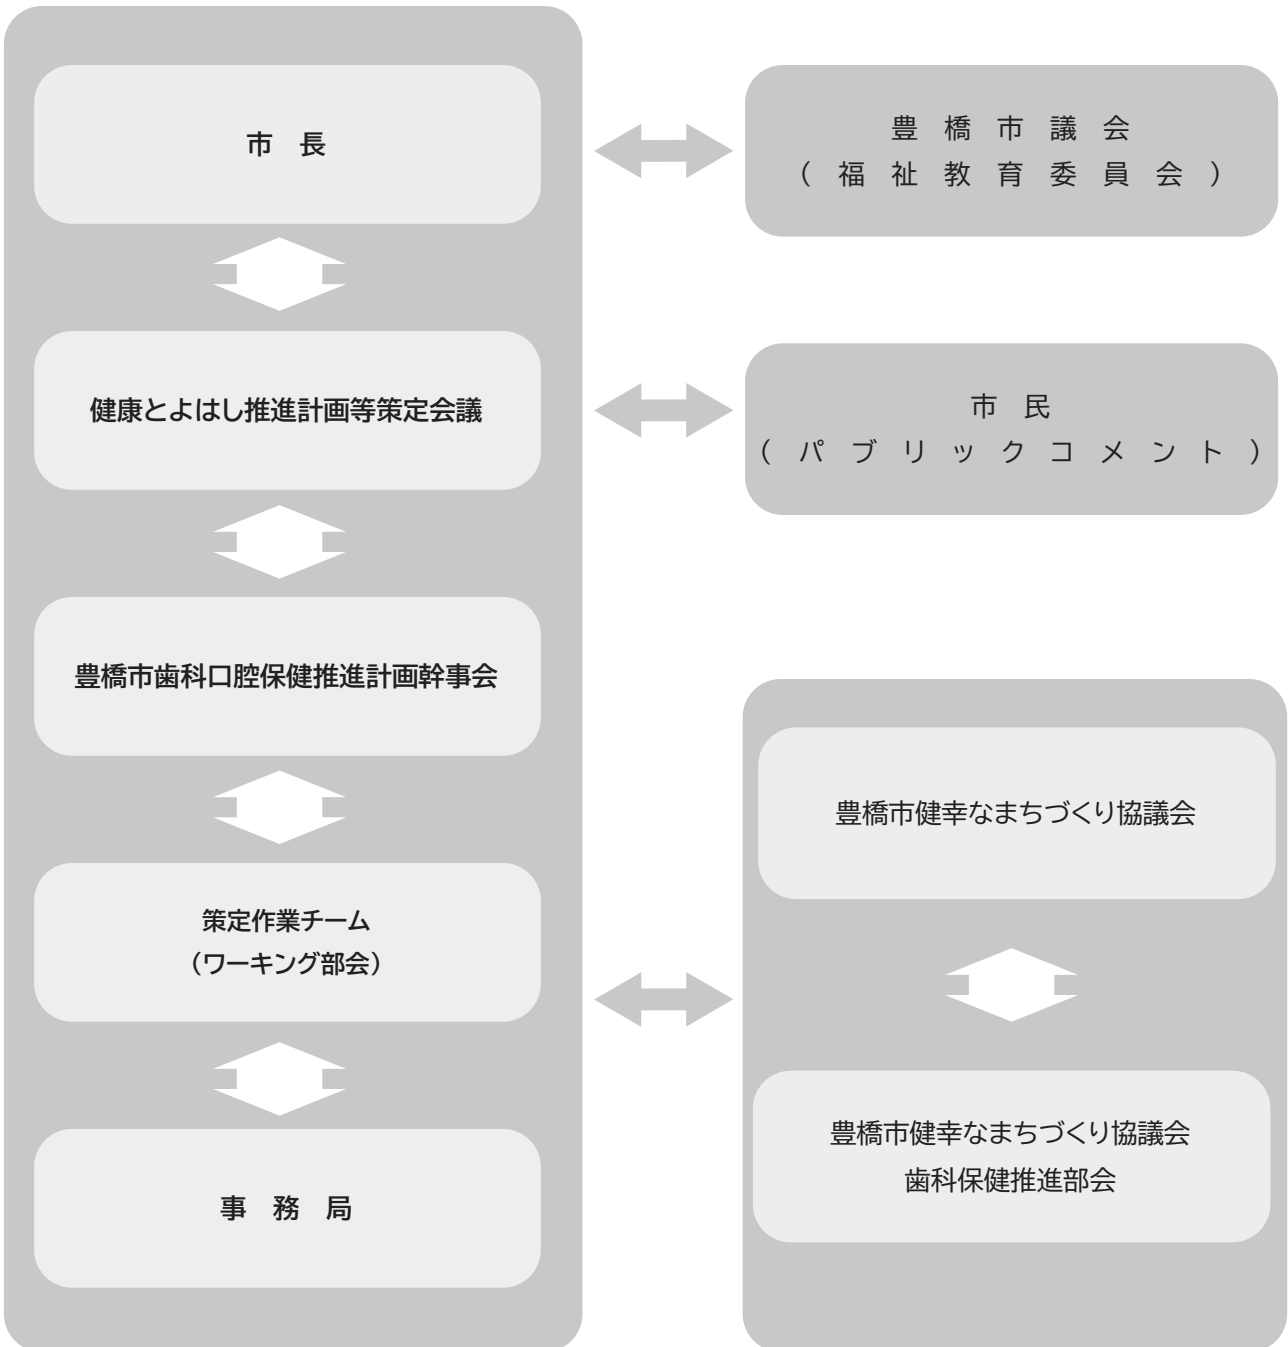 市 長
健康とよはし推進計画等策定会議
豊橋市歯科口腔保健推進計画幹事会
策定作業チーム
(ワーキング部会)
事 務 局
豊 橋 市 議 会
( 福 祉 教 育 委 員 会 )
市 民
( パ ブ リ ッ ク コ メ ン ト )
豊橋市健幸なまちづくり協議会
豊橋市健幸なまちづくり協議会
歯科保健推進部会